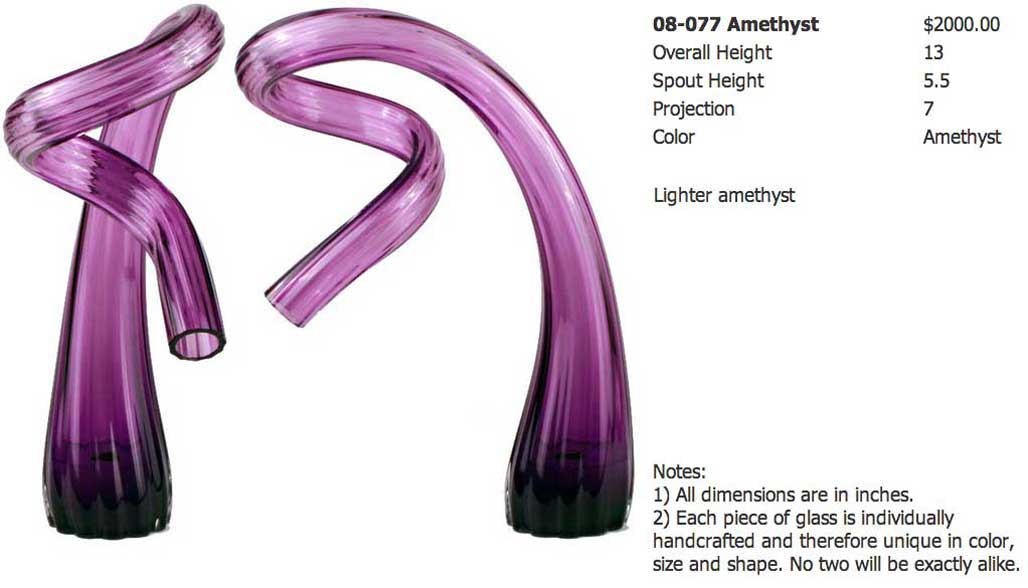 08-077 Amethyst $2000.00
Overall Height 13
Spout Height 5.5
Projection 7
Color Amethyst
Lighter amethyst
Notes:
1) All dimensions are in inches.
2) Each piece of glass is individually
handcrafted and therefore unique in color,
size and shape. No two will be exactly alike.